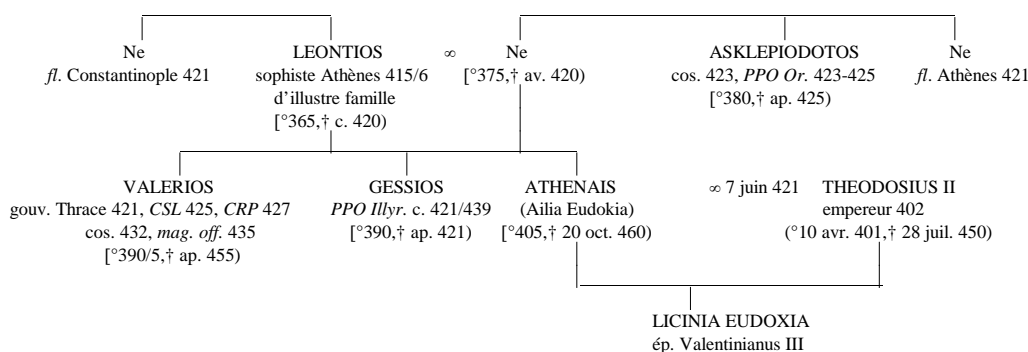 Ne LEONTIOS ∞ Ne ASKLEPIODOTOS Ne
fl. Constantinople 421 sophiste Athènes 415/6 [°375,† av. 420) cos. 423, PPO Or. 423-425 fl. Athènes 421
d'illustre famille [°380,† ap. 425)
[°365,† c. 420)
VALERIOS GESSIOS ATHENAIS ∞ 7 juin 421 THEODOSIUS II
gouv. Thrace 421, CSL 425, CRP 427 PPO Illyr. c. 421/439 (Ailia Eudokia) empereur 402
cos. 432, mag. off. 435 [°390,† ap. 421) [°405,† 20 oct. 460) (°10 avr. 401,† 28 juil. 450)
[°390/5,† ap. 455)
LICINIA EUDOXIA
ép. Valentinianus III